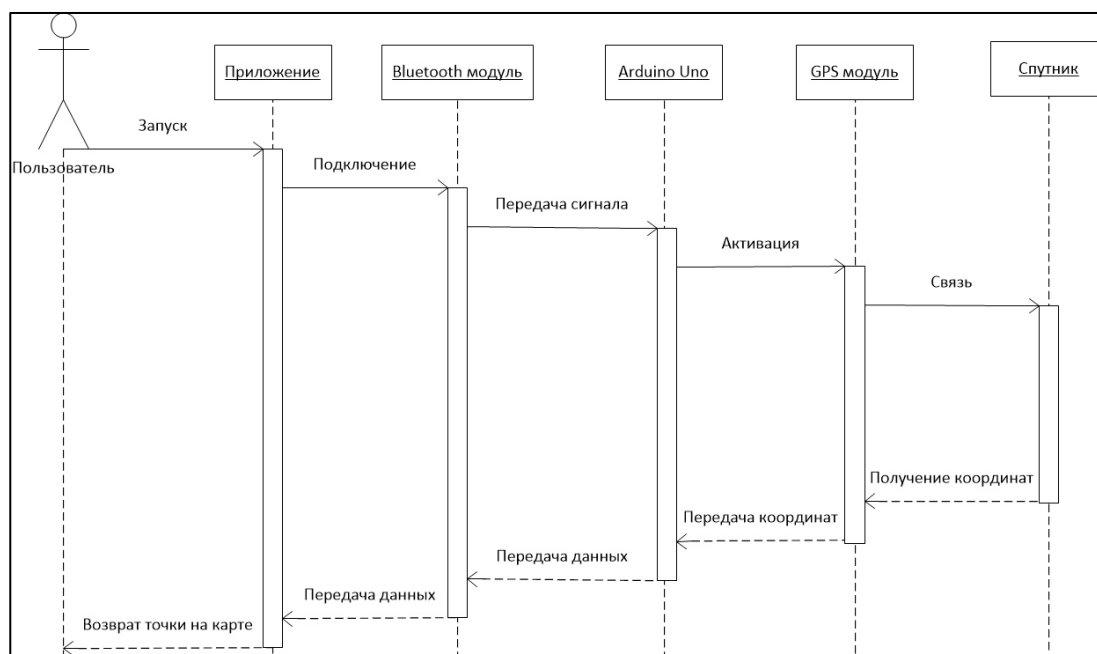 Приложение
Bluetooth модуль
Arduino Uno
GPS модуль
Спутник
Запуск
Пользователь
Подключение
Передача сигнала
Активация
Связь
Получение координат
Передача координат
Передача данных
Передача данных
Возврат точки на карте